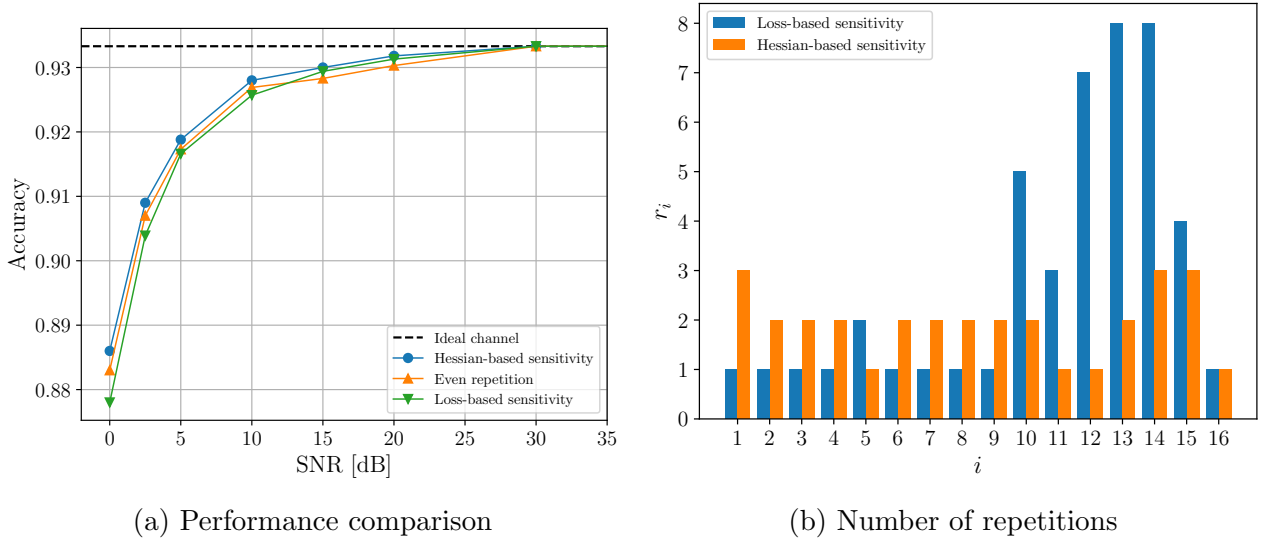 0.93
0.92
0.91
0.90
0.89
0.88
Accuracy
0 5 10 15 20 25 30 35
SNR [dB]
Ideal channel
Hessian-based sensitivity
Even repetition
Loss-based sensitivity
(a) Performance comparison
8
7
6
5
4
3
2
1
0
r_i
Loss-based sensitivity
Hessian-based sensitivity
1 2 3 4 5 6 7 8 9 10 11 12 13 14 15 16
i
(b) Number of repetitions